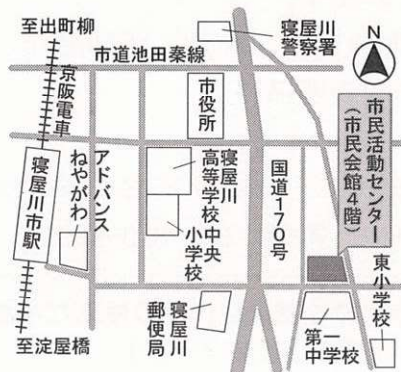 至出町柳
京阪電車
市道池田秦線
寝屋川
警察署
N
市役所
市民活動センター
(市民会館4階)
寝屋川市駅
アドバンス
ねやがわ
寝屋川
高等学校
中央
小学校
国道170号
東小学校
寝屋川
郵便局
第一
中学校
至淀屋橋